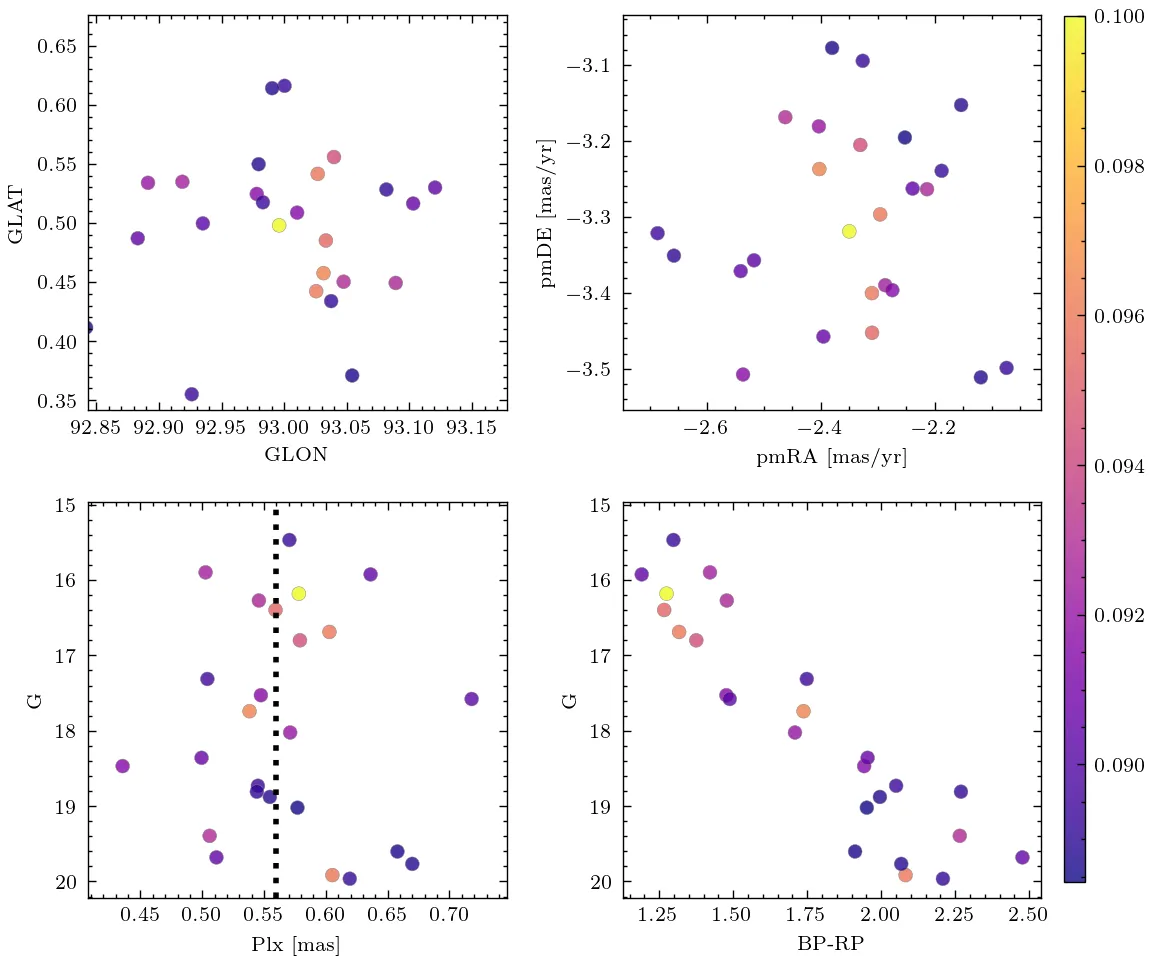 0.65
0.60
0.55
0.50
0.45
0.40
0.35
GLAT
92.85 92.90 92.95 93.00 93.05 93.10 93.15
GLON
−3.1
−3.2
−3.3
−3.4
−3.5
pmDE [mas/yr]
−2.6 −2.4 −2.2
pmRA [mas/yr]
0.100
0.098
0.096
0.094
0.092
0.090
15
16
17
18
19
20
G
0.45 0.50 0.55 0.60 0.65 0.70
Plx [mas]
15
16
17
18
19
20
G
1.25 1.50 1.75 2.00 2.25 2.50
BP-RP